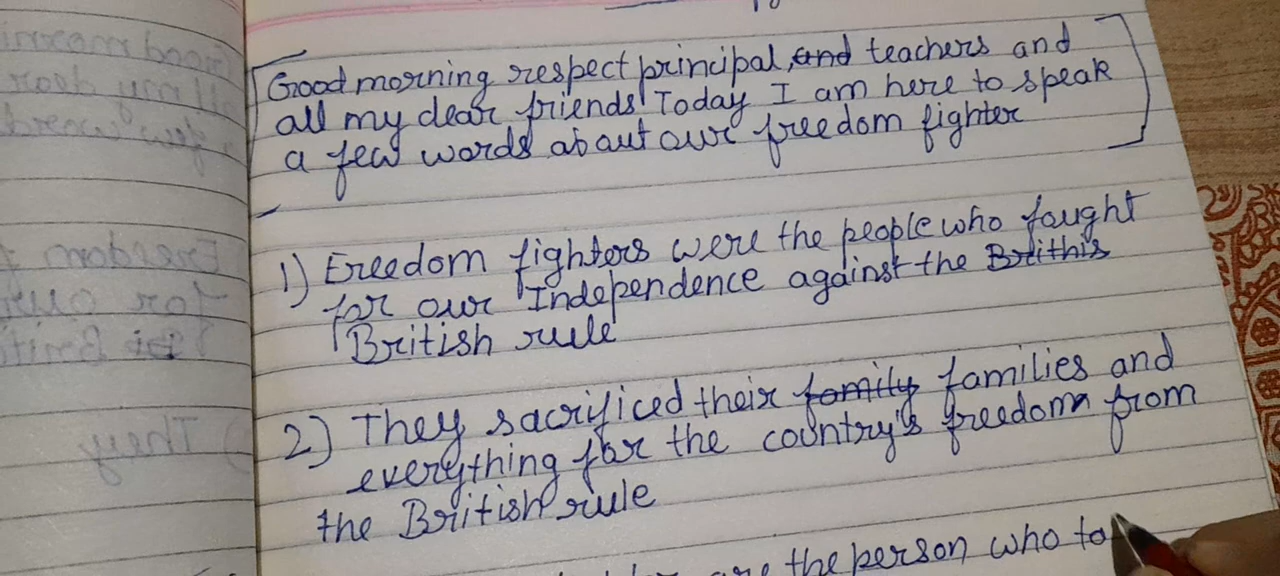 Good morning respect principal, and teachers and
all my dear friends Today I am here to speak
a few words about our freedom fighter
1) Freedom fighters were the people who fought
for our Independence against the Brithis
British rule
2) They sacrificed their family families and
everything for the country's freedom from
the British rule
are the person who to